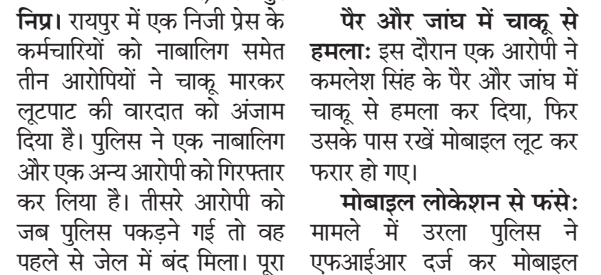 निप्र। रायपुर में एक निजी प्रेस के
कर्मचारियों को नाबालिग समेत
तीन आरोपियों ने चाकू मारकर
लूटपाट की वारदात को अंजाम
दिया है। पुलिस ने एक नाबालिग
और एक अन्य आरोपी को गिरफ्तार
कर लिया है। तीसरे आरोपी को
जब पुलिस पकड़ने गई तो वह
पहले से जेल में बंद मिला। पूरा
पैर और जांघ में चाकू से
हमला: इस दौरान एक आरोपी ने
कमलेश सिंह के पैर और जांघ में
चाकू से हमला कर दिया, फिर
उसके पास रखें मोबाइल लूट कर
फरार हो गए।
मोबाइल लोकेशन से फंसे:
मामले में उरला पुलिस ने
एफआईआर दर्ज कर मोबाइल